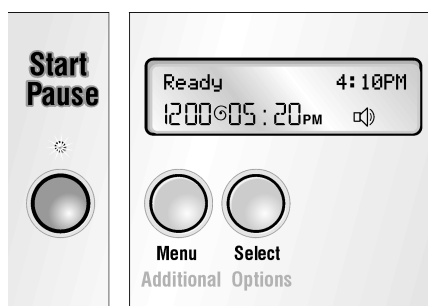 Start
Pause
Ready 4:10PM
1200 05:20PM
Menu Select
Additional Options